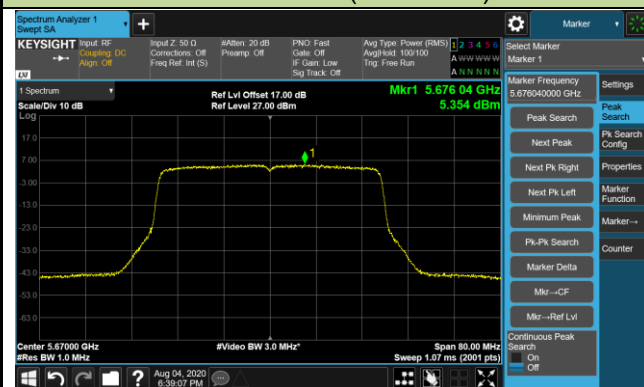 Spectrum Analyzer 1
Swept SA
+
Marker
KEYSIGHT
Input: RF
Coupling: DC
Align: Off
Input Z: 50 Ω
Corrections: Off
Freq Ref: Int (S)
#Atten: 20 dB
Preamp: Off
PNO: Fast
Gate: Off
IF Gain: Low
Sig Track: Off
Avg Type: Power (RMS)
Avg|Hold: 100/100
Trig: Free Run
1 2 3 4 5 6
A W W W W W
A N N N N N
LXI
Select Marker
Marker 1
1 Spectrum
Scale/Div 10 dB
Log
Ref Lvl Offset 17.00 dB
Ref Level 27.00 dBm
Mkr1 5.676 04 GHz
5.354 dBm
17.0
7.00
-3.00
-13.0
-23.0
-33.0
-43.0
-53.0
-63.0
1
Center 5.67000 GHz
#Res BW 1.0 MHz
#Video BW 3.0 MHz*
Span 80.00 MHz
Sweep 1.07 ms (2001 pts)
Marker Frequency
5.676040000 GHz
Peak Search
Next Peak
Next Pk Right
Next Pk Left
Minimum Peak
Pk-Pk Search
Marker Delta
Mkr→CF
Mkr→Ref Lvl
Continuous Peak
Search
On
Off
Settings
Peak
Search
Pk Search
Config
Properties
Marker
Function
Marker→
Counter
?
Aug 04, 2020
6:39:07 PM